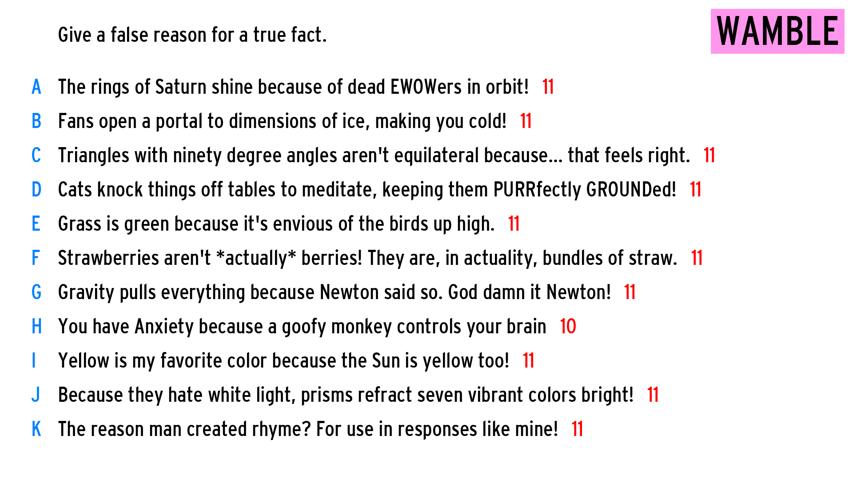 Give a false reason for a true fact.
WAMBLE
A The rings of Saturn shine because of dead EWOWers in orbit! 11
B Fans open a portal to dimensions of ice, making you cold! 11
C Triangles with ninety degree angles aren't equilateral because... that feels right. 11
D Cats knock things off tables to meditate, keeping them PURRfectly GROUNDed! 11
E Grass is green because it's envious of the birds up high. 11
F Strawberries aren't *actually* berries! They are, in actuality, bundles of straw. 11
G Gravity pulls everything because Newton said so. God damn it Newton! 11
H You have Anxiety because a goofy monkey controls your brain 10
I Yellow is my favorite color because the Sun is yellow too! 11
J Because they hate white light, prisms refract seven vibrant colors bright! 11
K The reason man created rhyme? For use in responses like mine! 11